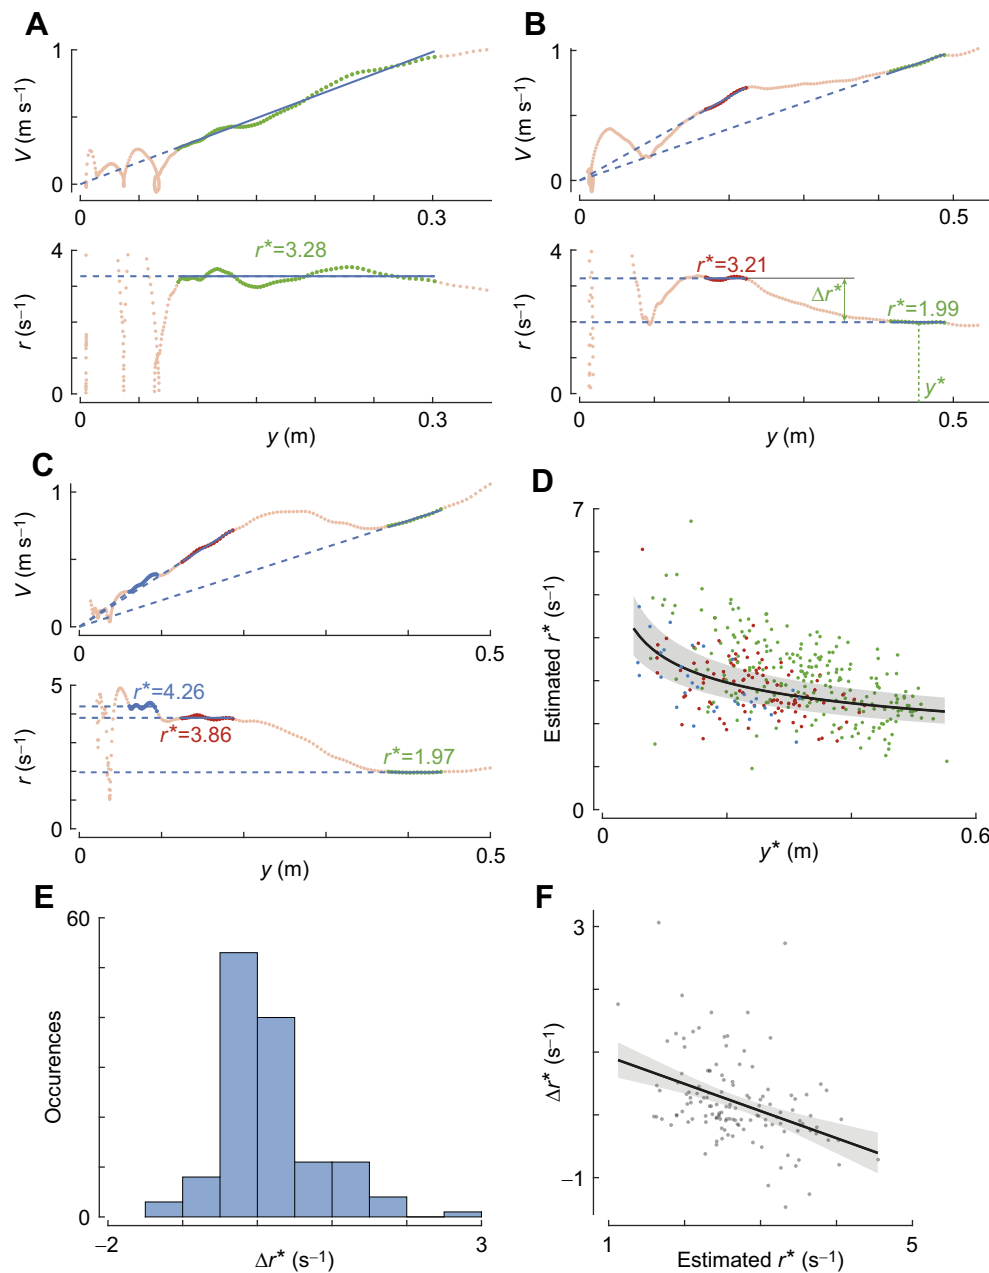 A
V (m s⁻¹)
1
0
0
0.3
r*=3.28
r (s⁻¹)
4
0
0
0.3
y (m)
B
V (m s⁻¹)
1
0
0
0.5
r*=3.21
Δr*
r*=1.99
y*
r (s⁻¹)
4
0
0
0.5
y (m)
C
V (m s⁻¹)
1
0
0
0.5
r*=4.26
r*=3.86
r*=1.97
r (s⁻¹)
5
0
0
0.5
y (m)
D
Estimated r* (s⁻¹)
7
0
0
0.6
y* (m)
E
Occurences
60
0
−2
3
Δr* (s⁻¹)
F
Δr* (s⁻¹)
3
−1
1
5
Estimated r* (s⁻¹)